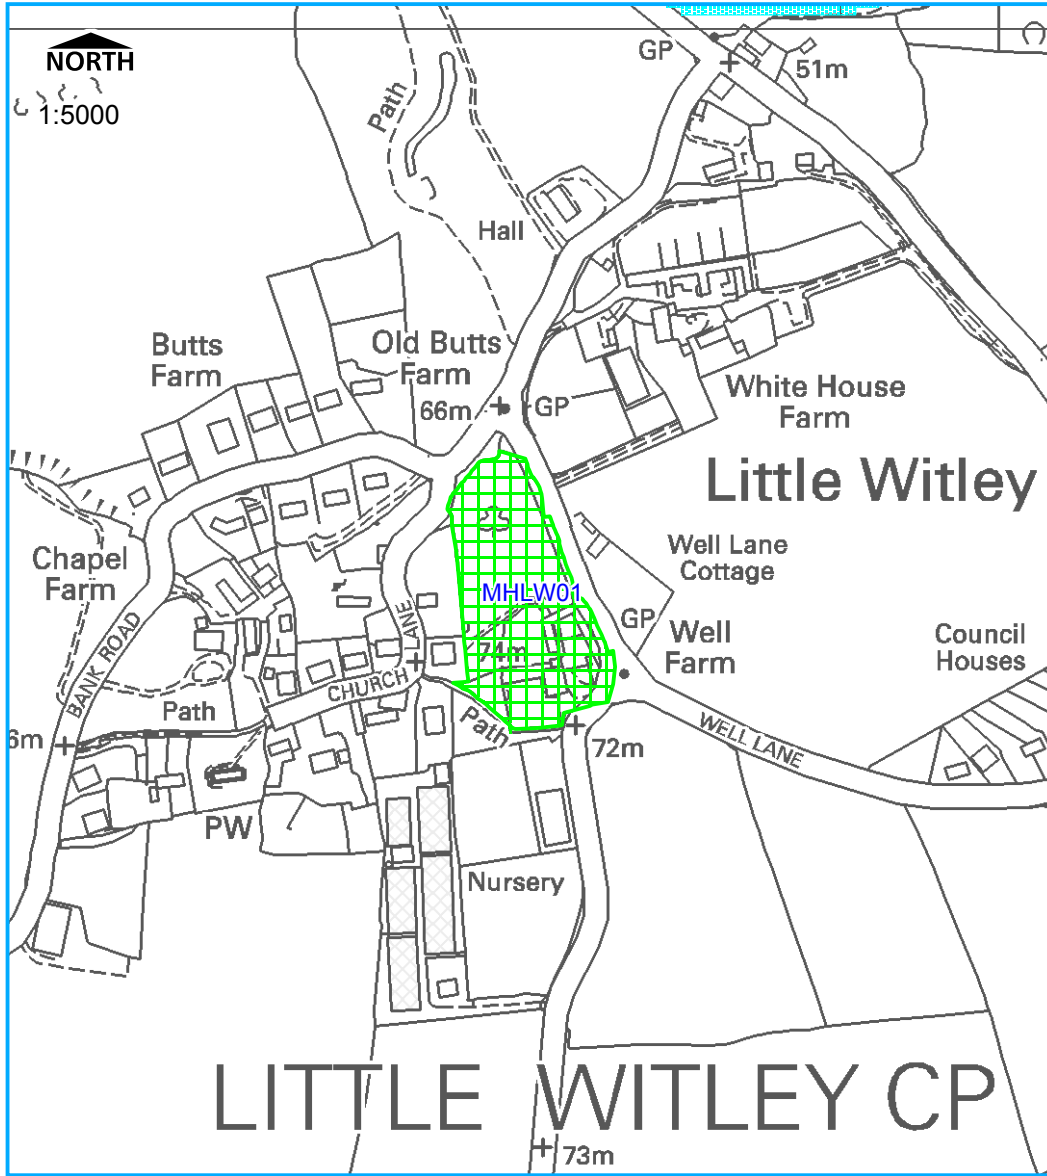 NORTH
1:5000
GP
51m
Path
Hall
Butts
Farm
Old Butts
Farm
66m
GP
White House
Farm
Little Witley
Well Lane
Cottage
Chapel
Farm
MHLW01
GP
Well
Farm
Council
Houses
BANK ROAD
LANE
74m
CHURCH
Path
Path
6m
72m
WELL LANE
PW
Nursery
LITTLE WITLEY CP
73m